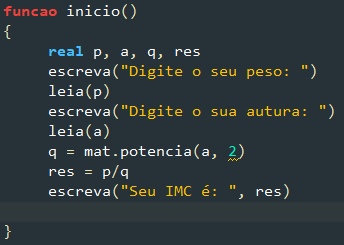 funcao inicio()
{
real p, a, q, res
escreva("Digite o seu peso: ")
leia(p)
escreva("Digite o sua autura: ")
leia(a)
q = mat.potencia(a, 2)
res = p/q
escreva("Seu IMC é: ", res)
}